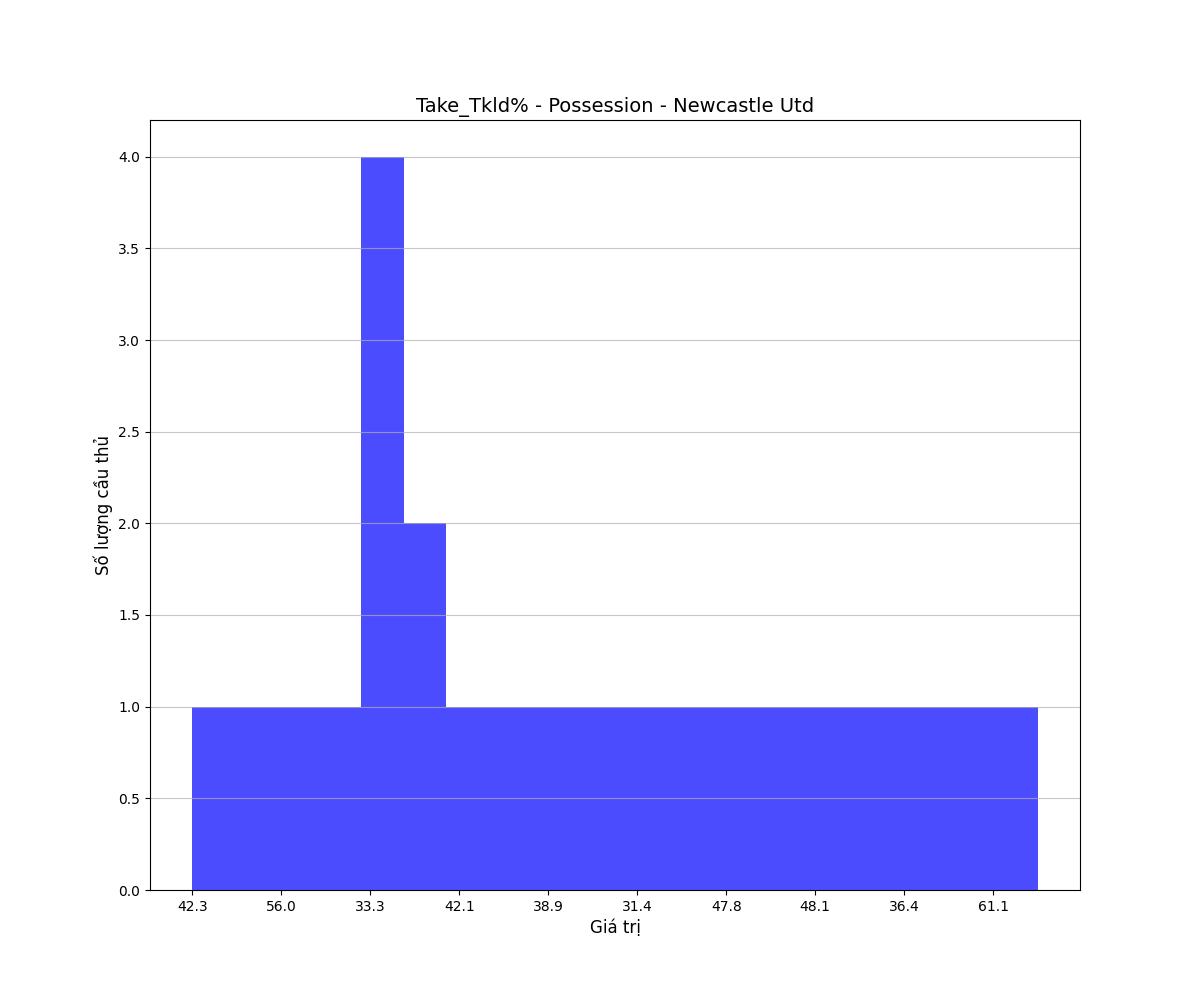 Take_Tkld% - Possession - Newcastle Utd
4.0
3.5
3.0
2.5
2.0
1.5
1.0
0.5
0.0
Số lượng cầu thủ
42.3 56.0 33.3 42.1 38.9 31.4 47.8 48.1 36.4 61.1
Giá trị